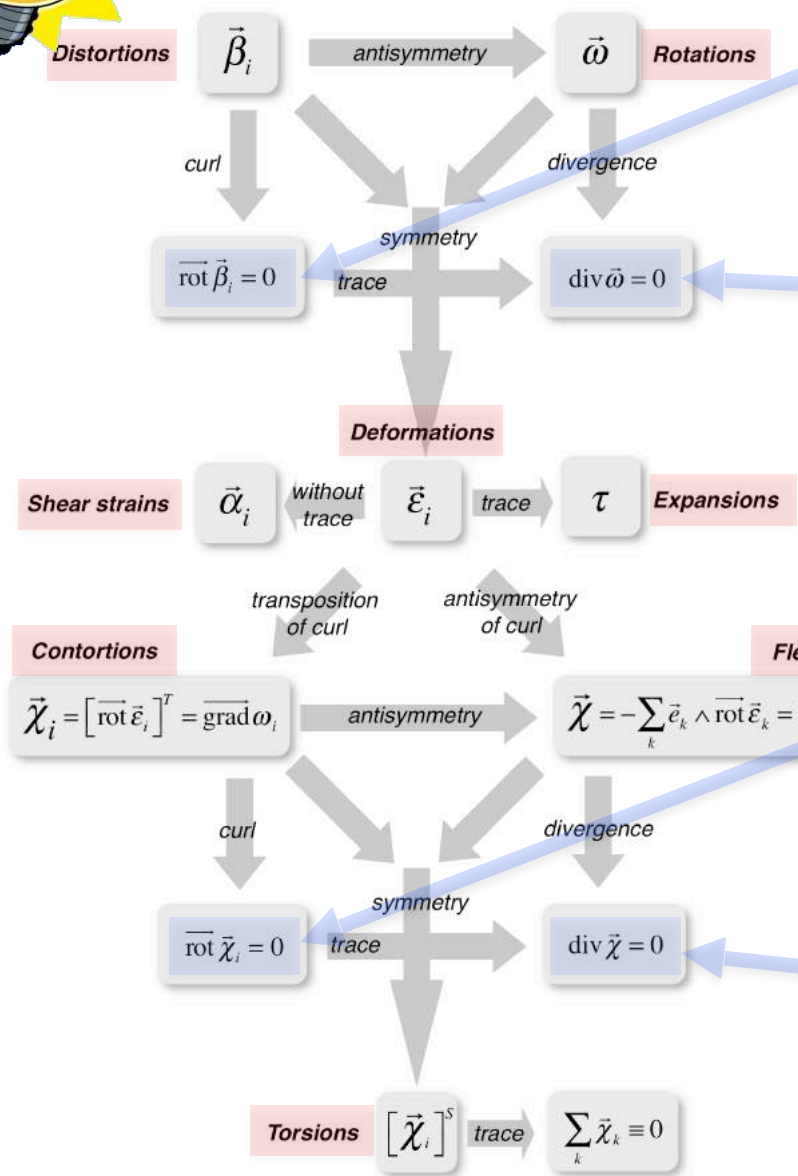 Distortions
β⃗ᵢ
antisymmetry
ω⃗
Rotations
curl
divergence
symmetry
rot β⃗ᵢ = 0
trace
div ω⃗ = 0
Deformations
Shear strains
α⃗ᵢ
without
trace
ε⃗ᵢ
trace
τ
Expansions
transposition
of curl
antisymmetry
of curl
Contortions
χ⃗ᵢ = [rot ε⃗ᵢ]ᵀ = grad ωᵢ
antisymmetry
χ⃗ = −∑ₖ e⃗ₖ ∧ rot ε⃗ₖ =
curl
divergence
symmetry
rot χ⃗ᵢ = 0
trace
div χ⃗ = 0
Torsions
[χ⃗ᵢ]ˢ
trace
∑ₖ χ⃗ₖ ≡ 0